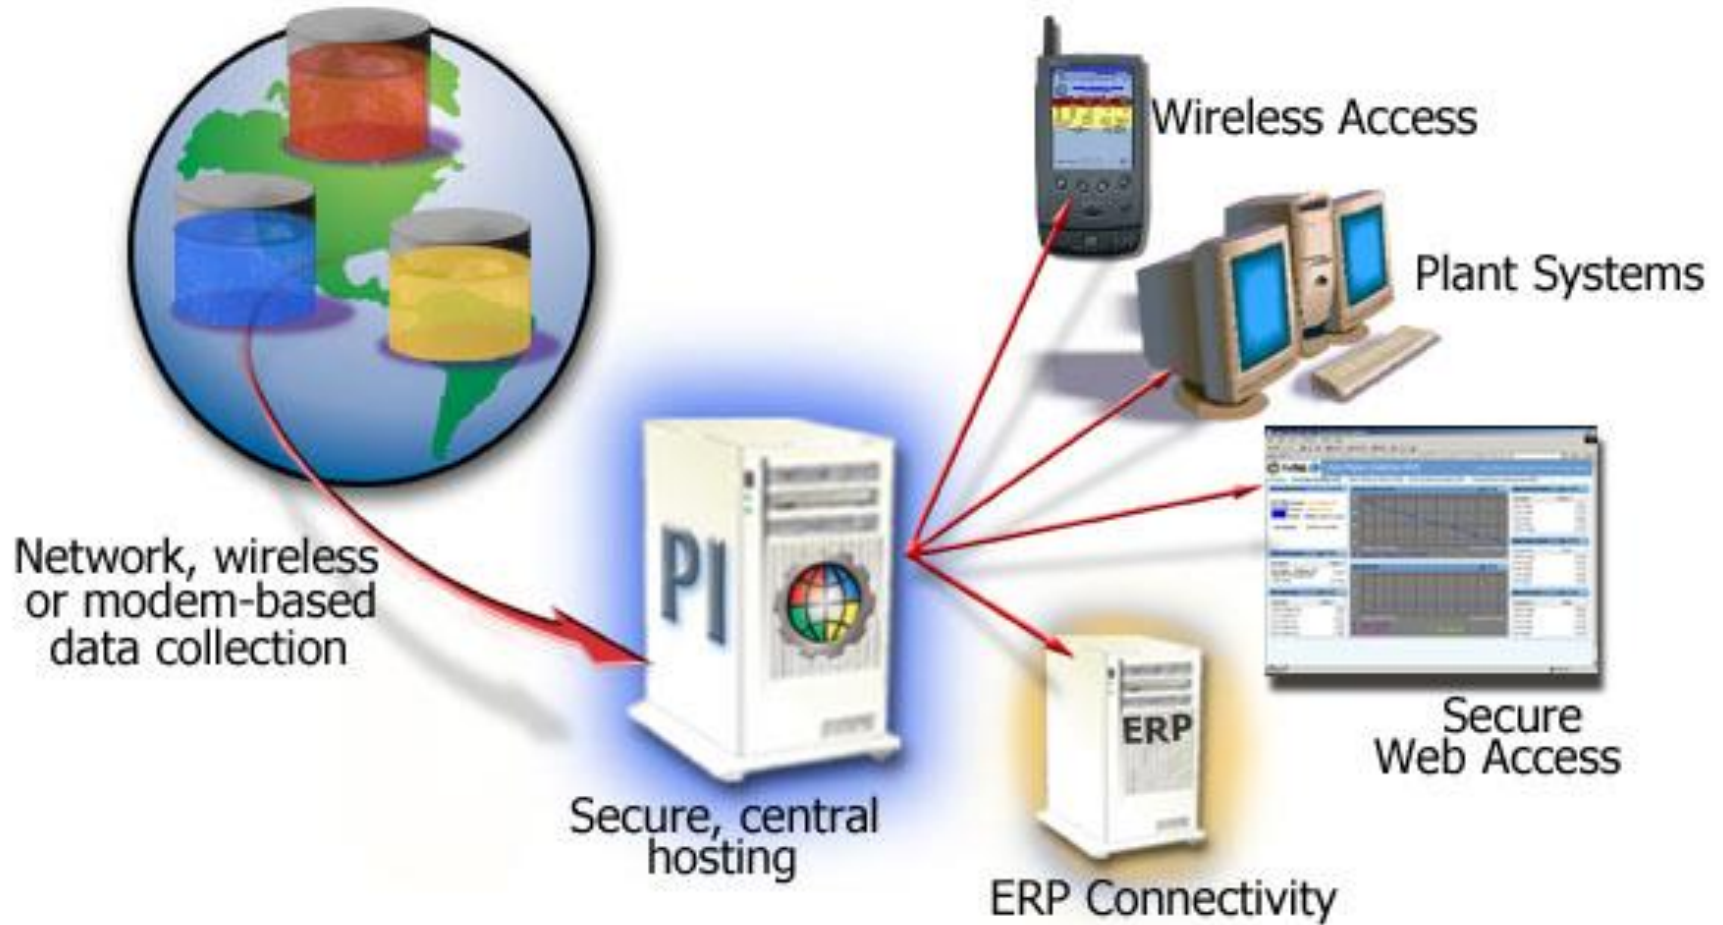 Wireless Access
Plant Systems
Network, wireless
or modem-based
data collection
PI
ERP
Secure
Web Access
Secure, central
hosting
ERP Connectivity